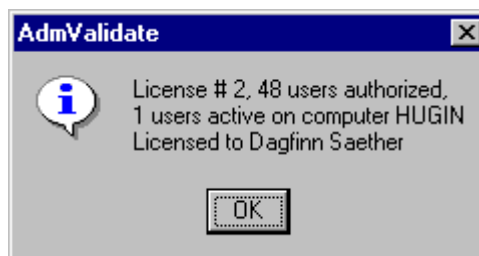 AdmValidate
License # 2, 48 users authorized,
1 users active on computer HUGIN
Licensed to Dagfinn Saether
OK